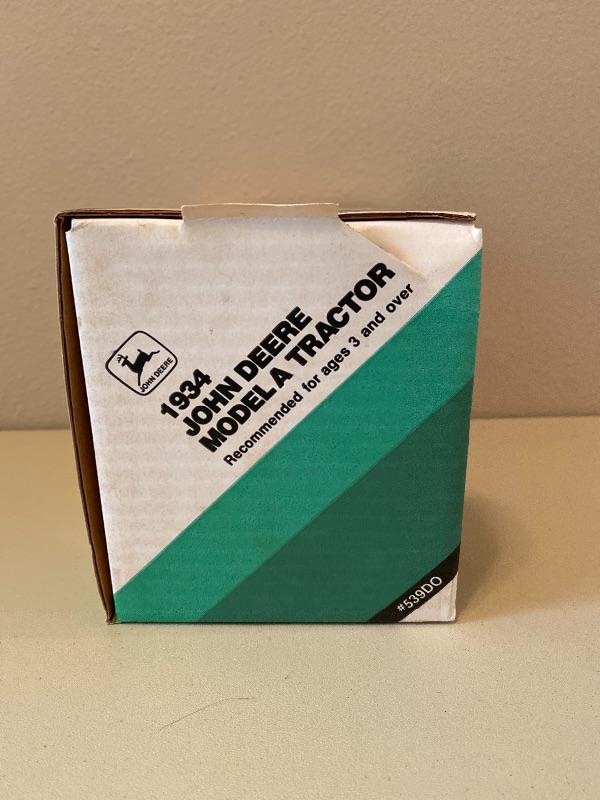 JOHN DEERE
1934
JOHN DEERE
MODEL A TRACTOR
Recommended for ages 3 and over
#539DO